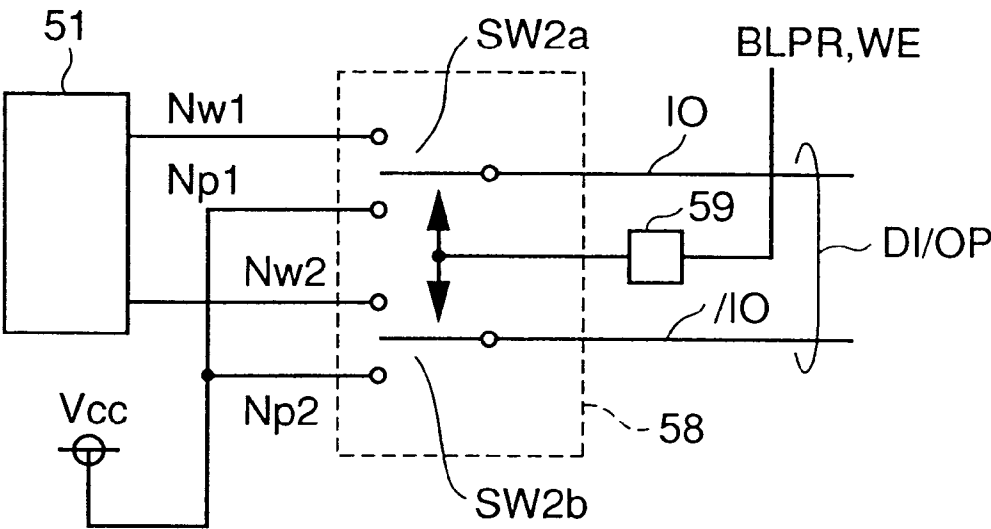 51
SW2a
BLPR,WE
Nw1
IO
Np1
59
DI/OP
Nw2
/IO
Vcc
Np2
58
SW2b